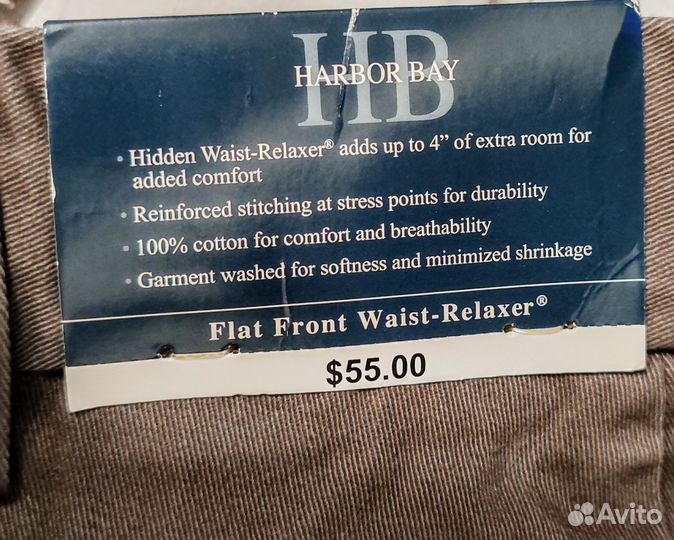 HB
HARBOR BAY
• Hidden Waist-Relaxer® adds up to 4” of extra room for
added comfort
• Reinforced stitching at stress points for durability
• 100% cotton for comfort and breathability
• Garment washed for softness and minimized shrinkage
Flat Front Waist-Relaxer®
$55.00
Avito